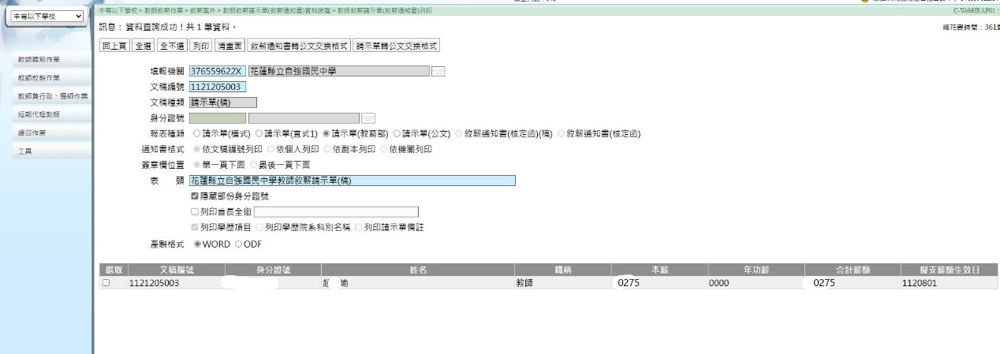 中等以下學校
中等以下學校 > 教師敘薪作業 > 敘薪案件 > 教師敘薪請示單(敘薪通知書)資料維護 > 教師敘薪請示單(敘薪通知書)列印
C-WebHRAP01
訊息：資料查詢成功！共 1 筆資料。
總花費時間：361
回上頁 全選 全不選 列印 清畫面 敘薪通知書轉公文交換格式 請示單轉公文交換格式
教師聘期作業
教師敘薪作業
教師兼行政、導師作業
短期代理教師
緩召作業
工具
填報機關 376559622X 花蓮縣立自強國民中學 ...
文稿編號 1121205003
文稿種類 請示單(稿)
身分證號 ...
報表種類 請示單(橫式) 請示單(直式1) 請示單(教育部) 請示單(公文) 敘薪通知書(核定函)(稿) 敘薪通知書(核定函)
通知書格式 依文稿編號列印 依個人列印 依副本列印 依機關列印
簽章欄位置 第一頁下面 最後一頁下面
表 頭 花蓮縣立自強國民中學教師敘薪請示單(稿)
隱藏部份身分證號
列印首長全銜
列印學歷項目 列印學歷院系科別名稱 列印請示單備註
產製格式 WORD ODF
選取 文稿編號 身分證號 姓名 職稱 本薪 年功薪 合計薪額 擬支薪額生效日
1121205003 趙 瑜 教師 0275 0000 0275 1120801